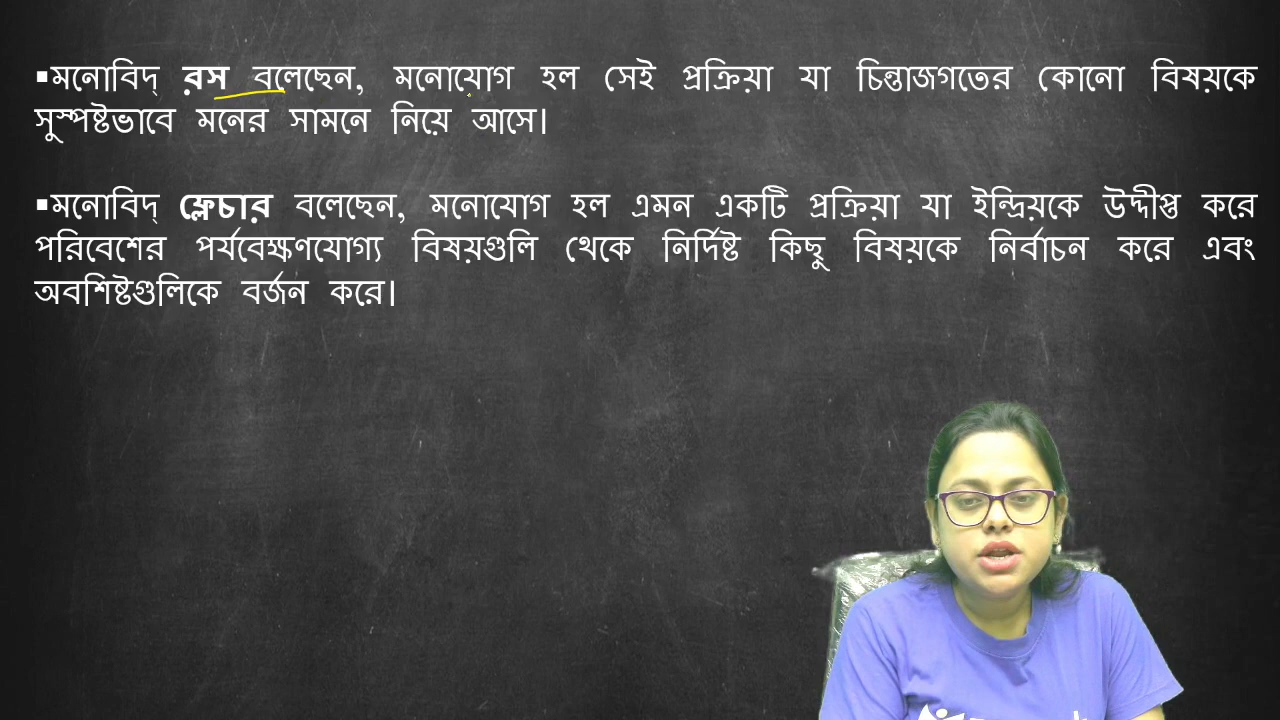 ▪মনোবিদ্ রস বলেছেন, মনোযোগ হল সেই প্রক্রিয়া যা চিন্তাজগতের কোনো বিষয়কে
সুস্পষ্টভাবে মনের সামনে নিয়ে আসে।
▪মনোবিদ্ ফ্লেচার বলেছেন, মনোযোগ হল এমন একটি প্রক্রিয়া যা ইন্দ্রিয়কে উদ্দীপ্ত করে
পরিবেশের পর্যবেক্ষণযোগ্য বিষয়গুলি থেকে নির্দিষ্ট কিছু বিষয়কে নির্বাচন করে এবং
অবশিষ্টগুলিকে বর্জন করে।